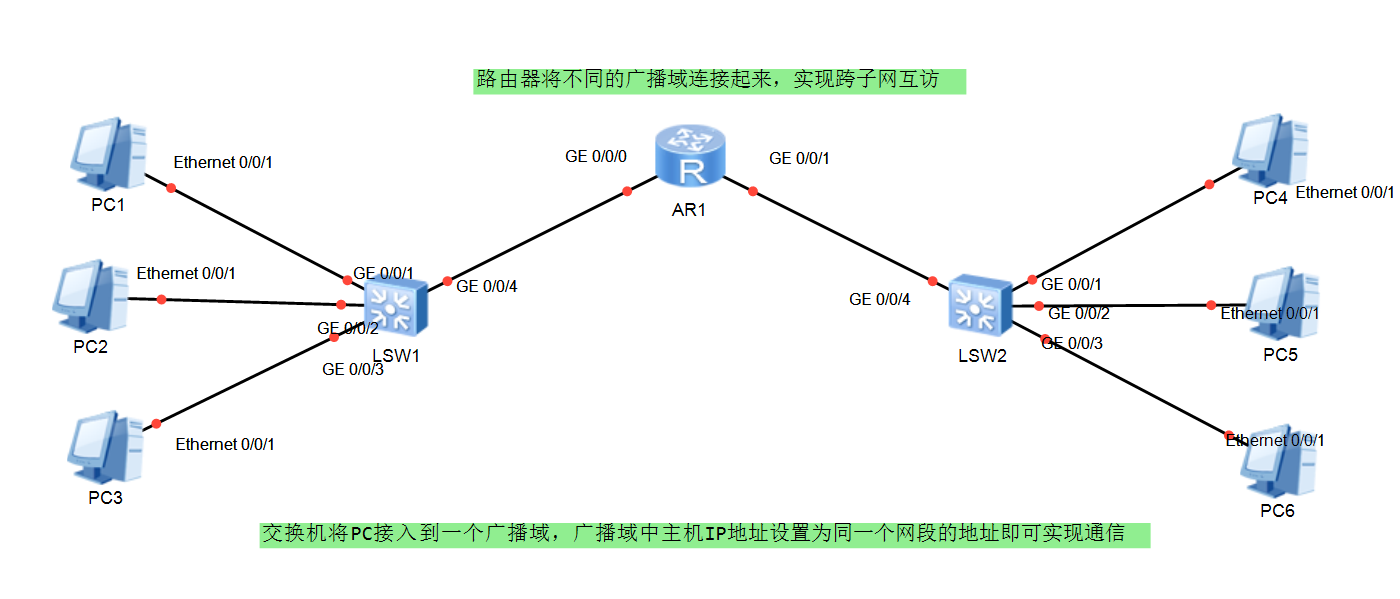 路由器将不同的广播域连接起来，实现跨子网互访
GE 0/0/0
GE 0/0/1
R
AR1
Ethernet 0/0/1
PC1
PC4
Ethernet 0/0/1
Ethernet 0/0/1
GE 0/0/1
GE 0/0/4
GE 0/0/4
GE 0/0/1
PC2
GE 0/0/2
LSW1
GE 0/0/3
GE 0/0/2
GE 0/0/3
LSW2
Ethernet 0/0/1
PC5
Ethernet 0/0/1
PC3
Ethernet 0/0/1
PC6
交换机将PC接入到一个广播域，广播域中主机IP地址设置为同一个网段的地址即可实现通信